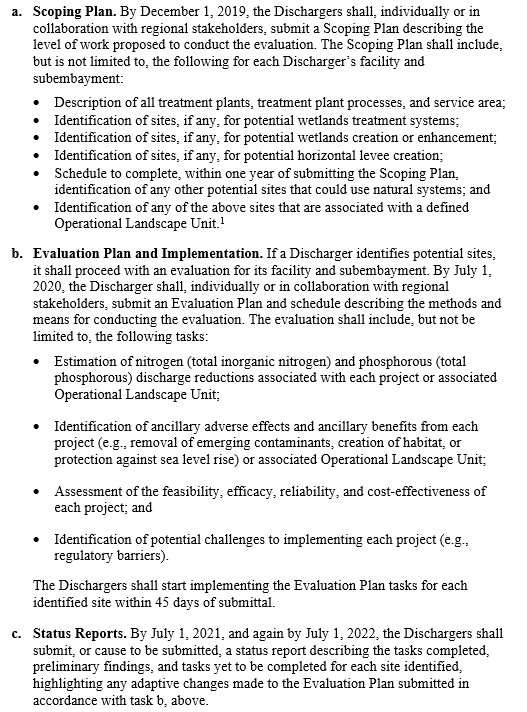 a. Scoping Plan. By December 1, 2019, the Dischargers shall, individually or in
collaboration with regional stakeholders, submit a Scoping Plan describing the
level of work proposed to conduct the evaluation. The Scoping Plan shall include,
but is not limited to, the following for each Discharger's facility and
subembayment:
• Description of all treatment plants, treatment plant processes, and service area;
• Identification of sites, if any, for potential wetlands treatment systems;
• Identification of sites, if any, for potential wetlands creation or enhancement;
• Identification of sites, if any, for potential horizontal levee creation;
• Schedule to complete, within one year of submitting the Scoping Plan,
identification of any other potential sites that could use natural systems; and
• Identification of any of the above sites that are associated with a defined
Operational Landscape Unit.¹
b. Evaluation Plan and Implementation. If a Discharger identifies potential sites,
it shall proceed with an evaluation for its facility and subembayment. By July 1,
2020, the Discharger shall, individually or in collaboration with regional
stakeholders, submit an Evaluation Plan and schedule describing the methods and
means for conducting the evaluation. The evaluation shall include, but not be
limited to, the following tasks:
• Estimation of nitrogen (total inorganic nitrogen) and phosphorous (total
phosphorous) discharge reductions associated with each project or associated
Operational Landscape Unit;
• Identification of ancillary adverse effects and ancillary benefits from each
project (e.g., removal of emerging contaminants, creation of habitat, or
protection against sea level rise) or associated Operational Landscape Unit;
• Assessment of the feasibility, efficacy, reliability, and cost-effectiveness of
each project; and
• Identification of potential challenges to implementing each project (e.g.,
regulatory barriers).
The Dischargers shall start implementing the Evaluation Plan tasks for each
identified site within 45 days of submittal.
c. Status Reports. By July 1, 2021, and again by July 1, 2022, the Dischargers shall
submit, or cause to be submitted, a status report describing the tasks completed,
preliminary findings, and tasks yet to be completed for each site identified,
highlighting any adaptive changes made to the Evaluation Plan submitted in
accordance with task b, above.